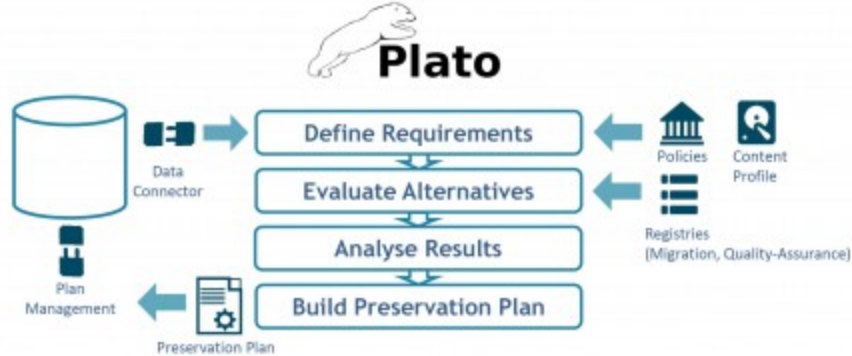 Plato
Define Requirements
Data
Connector
Policies
Content
Profile
Evaluate Alternatives
Registries
(Migration, Quality-Assurance)
Analyse Results
Plan
Management
Build Preservation Plan
Preservation Plan